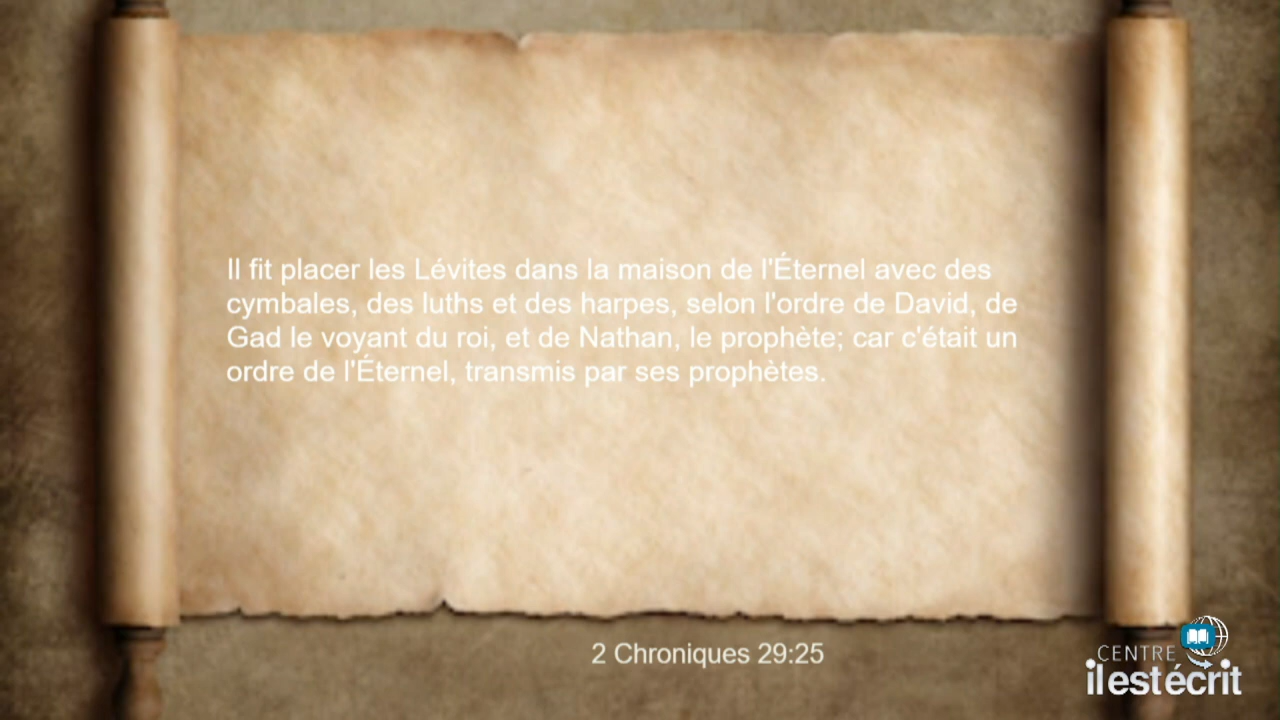 Il fit placer les Lévites dans la maison de l'Éternel avec des
cymbales, des luths et des harpes, selon l'ordre de David, de
Gad le voyant du roi, et de Nathan, le prophète; car c'était un
ordre de l'Éternel, transmis par ses prophètes.
2 Chroniques 29:25
CENTRE
il est écrit